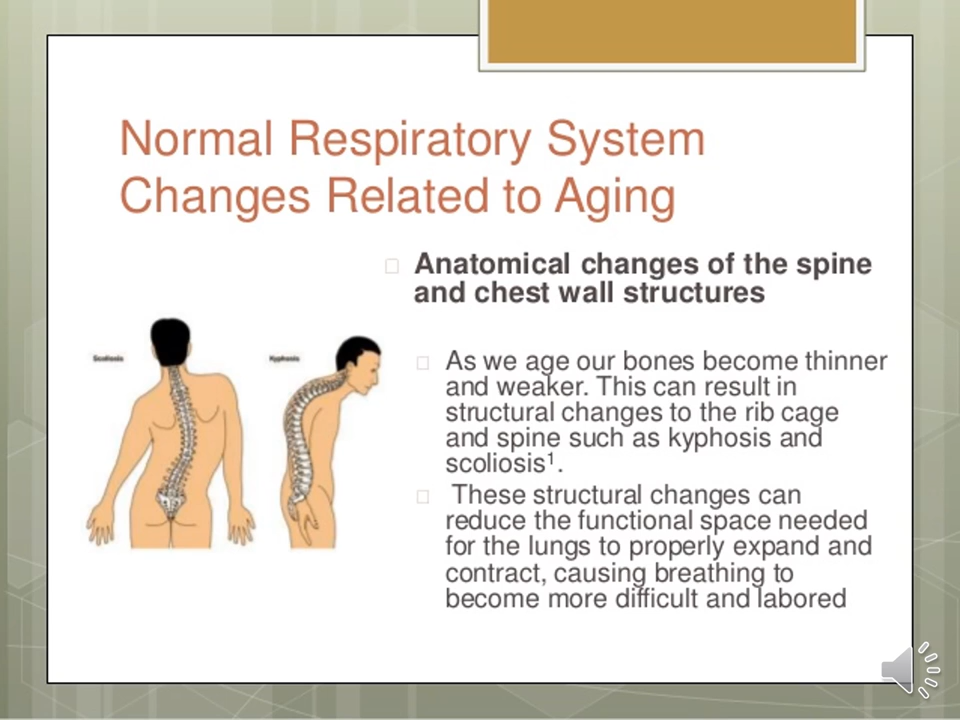 Normal Respiratory System
Changes Related to Aging
Anatomical changes of the spine
and chest wall structures
Scoliosis
Kyphosis
As we age our bones become thinner
and weaker. This can result in
structural changes to the rib cage
and spine such as kyphosis and
scoliosis¹.
These structural changes can
reduce the functional space needed
for the lungs to properly expand and
contract, causing breathing to
become more difficult and labored